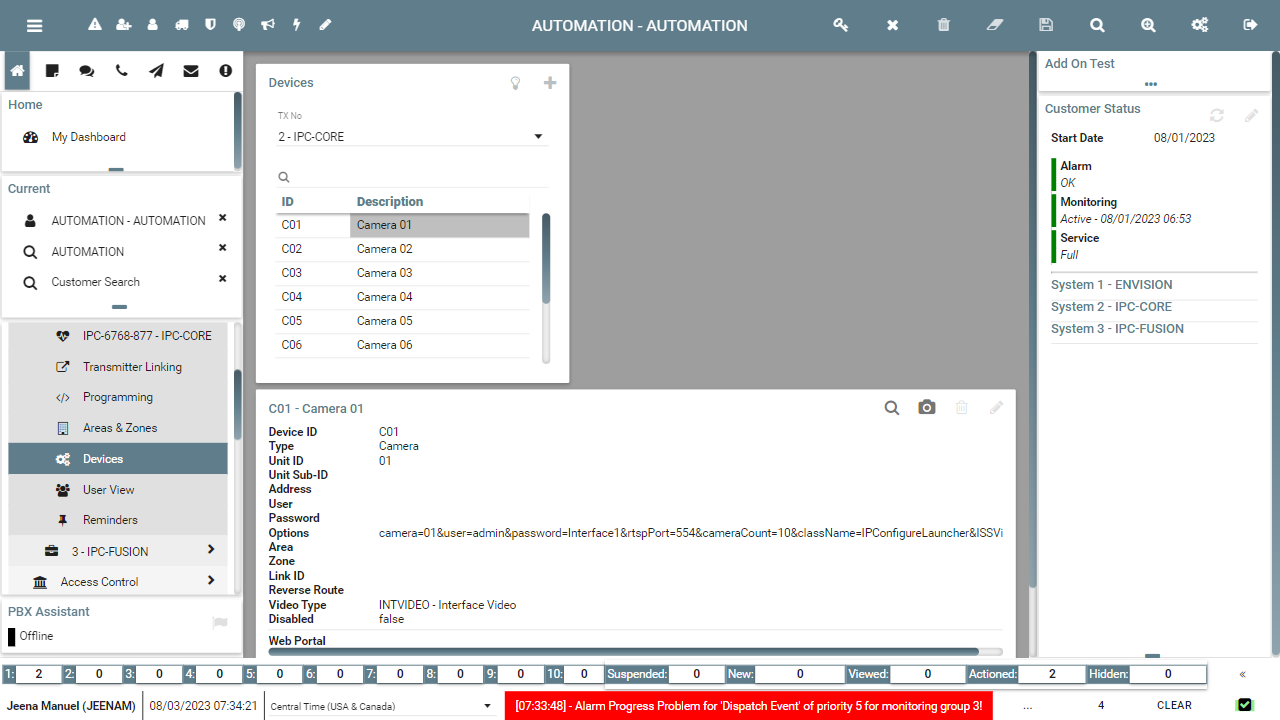 AUTOMATION - AUTOMATION
Home
My Dashboard
Current
AUTOMATION - AUTOMATION
AUTOMATION
Customer Search
IPC-6768-877 - IPC-CORE
Transmitter Linking
Programming
Areas & Zones
Devices
User View
Reminders
3 - IPC-FUSION
Access Control
PBX Assistant
Offline
Devices
TX No
2 - IPC-CORE
ID Description
C01 Camera 01
C02 Camera 02
C03 Camera 03
C04 Camera 04
C05 Camera 05
C06 Camera 06
C01 - Camera 01
Device ID C01
Type Camera
Unit ID 01
Unit Sub-ID
Address
User
Password
Options camera=01&user=admin&password=Interface1&rtspPort=554&cameraCount=10&className=IPConfigureLauncher&ISSVi
Area
Zone
Link ID
Reverse Route
Video Type INTVIDEO - Interface Video
Disabled false
Web Portal
Add On Test
Customer Status
Start Date 08/01/2023
Alarm
OK
Monitoring
Active - 08/01/2023 06:53
Service
Full
System 1 - ENVISION
System 2 - IPC-CORE
System 3 - IPC-FUSION
1: 2 2: 0 3: 0 4: 0 5: 0 6: 0 7: 0 8: 0 9: 0 10: 0 Suspended: 0 New: 0 Viewed: 0 Actioned: 2 Hidden: 0 «
Jeena Manuel (JEENAM) 08/03/2023 07:34:21 Central Time (USA & Canada) [07:33:48] - Alarm Progress Problem for 'Dispatch Event' of priority 5 for monitoring group 3! ... 4 CLEAR